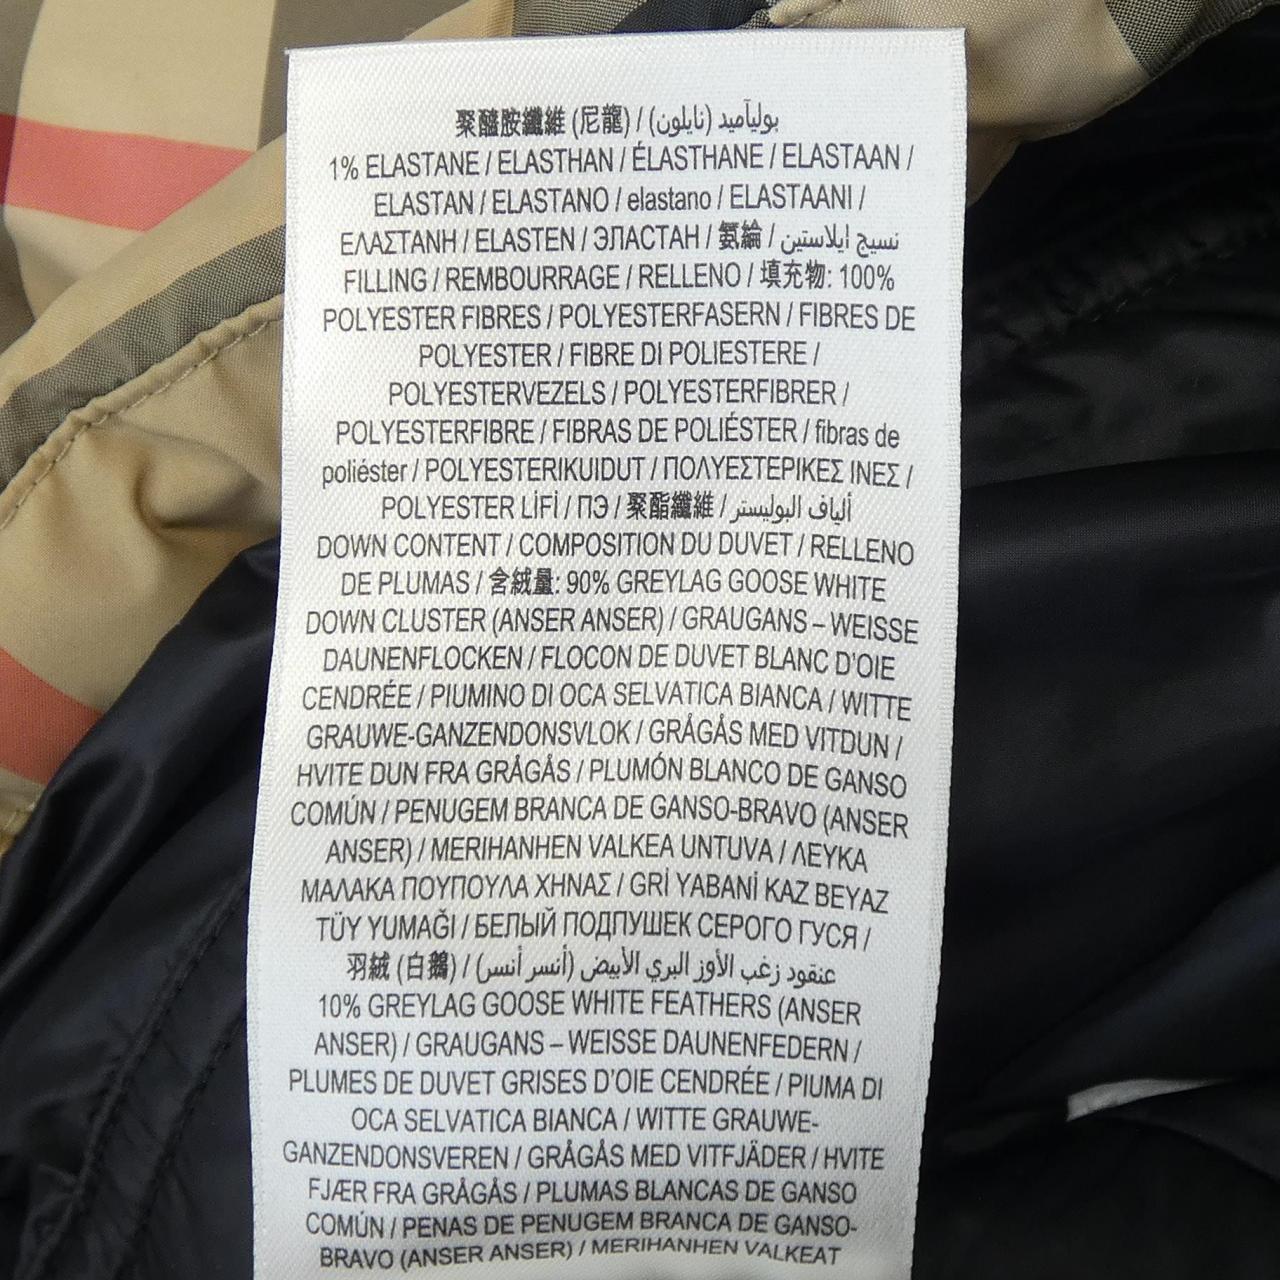 聚醯胺纖維 (尼龍) / بوليآميد (نايلون)
1% ELASTANE / ELASTHAN / ÉLASTHANE / ELASTAAN /
ELASTAN / ELASTANO / elastano / ELASTAANI /
ΕΛΑΣΤΑΝΗ / ELASTEN / ЭЛАСТАН / 氨綸 / نسيج ايلاستين
FILLING / REMBOURRAGE / RELLENO / 填充物: 100%
POLYESTER FIBRES / POLYESTERFASERN / FIBRES DE
POLYESTER / FIBRE DI POLIESTERE /
POLYESTERVEZELS / POLYESTERFIBRER /
POLYESTERFIBRE / FIBRAS DE POLIÉSTER / fibras de
poliéster / POLYESTERIKUIDUT / ΠΟΛΥΕΣΤΕΡΙΚΕΣ ΙΝΕΣ /
POLYESTER LİFİ / ПЭ / 聚酯纖維 / ألياف البوليستر
DOWN CONTENT / COMPOSITION DU DUVET / RELLENO
DE PLUMAS / 含絨量: 90% GREYLAG GOOSE WHITE
DOWN CLUSTER (ANSER ANSER) / GRAUGANS – WEISSE
DAUNENFLOCKEN / FLOCON DE DUVET BLANC D'OIE
CENDRÉE / PIUMINO DI OCA SELVATICA BIANCA / WITTE
GRAUWE-GANZENDONSVLOK / GRÅGÅS MED VITDUN /
HVITE DUN FRA GRÅGÅS / PLUMÓN BLANCO DE GANSO
COMÚN / PENUGEM BRANCA DE GANSO-BRAVO (ANSER
ANSER) / MERIHANHEN VALKEA UNTUVA / ΛΕΥΚΑ
ΜΑΛΑΚΑ ΠΟΥΠΟΥΛΑ ΧΗΝΑΣ / GRİ YABANİ KAZ BEYAZ
TÜY YUMAĞI / БЕЛЫЙ ПОДПУШЕК СЕРОГО ГУСЯ /
羽絨 (白鵝) / عنقود زغب الأوز البري الأبيض (أنسر أنسر)
10% GREYLAG GOOSE WHITE FEATHERS (ANSER
ANSER) / GRAUGANS – WEISSE DAUNENFEDERN /
PLUMES DE DUVET GRISES D'OIE CENDRÉE / PIUMA DI
OCA SELVATICA BIANCA / WITTE GRAUWE-
GANZENDONSVEREN / GRÅGÅS MED VITFJÄDER / HVITE
FJÆR FRA GRÅGÅS / PLUMAS BLANCAS DE GANSO
COMÚN / PENAS DE PENUGEM BRANCA DE GANSO-
BRAVO (ANSER ANSER) / MERIHANHEN VALKEAT